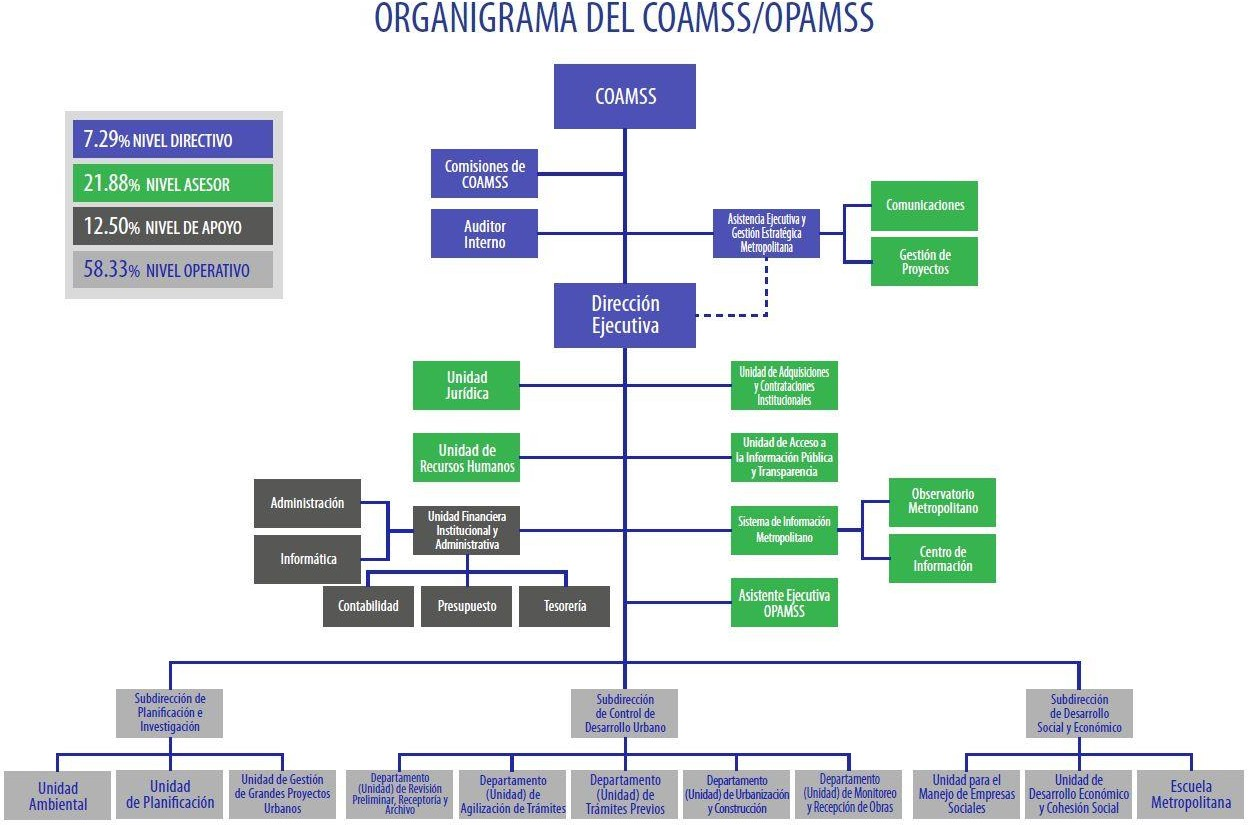 ORGANIGRAMA DEL COAMSS/OPAMSS
COAMSS
7.29% NIVEL DIRECTIVO
21.88% NIVEL ASESOR
12.50% NIVEL DE APOYO
58.33% NIVEL OPERATIVO
Comisiones de
COAMSS
Auditor
Interno
Asistencia Ejecutiva y
Gestión Estratégica
Metropolitana
Comunicaciones
Gestión de
Proyectos
Dirección
Ejecutiva
Unidad
Jurídica
Unidad de Adquisiciones
y Contrataciones
Institucionales
Unidad de
Recursos Humanos
Unidad de Acceso a
la Información Pública
y Transparencia
Administración
Informática
Unidad Financiera
Institucional y
Administrativa
Sistema de Información
Metropolitano
Observatorio
Metropolitano
Centro de
Información
Contabilidad
Presupuesto
Tesorería
Asistente Ejecutiva
OPAMSS
Subdirección de
Planificación e
Investigación
Subdirección
de Control de
Desarrollo Urbano
Subdirección
de Desarrollo
Social y Económico
Unidad
Ambiental
Unidad
de Planificación
Unidad de Gestión
de Grandes Proyectos
Urbanos
Departamento
(Unidad) de Revisión
Preliminar, Receptoría y
Archivo
Departamento
(Unidad) de
Agilización de Trámites
Departamento
(Unidad) de
Trámites Previos
Departamento
(Unidad) de Urbanización
y Construcción
Departamento
(Unidad) de Monitoreo
y Recepción de Obras
Unidad para el
Manejo de Empresas
Sociales
Unidad de
Desarrollo Económico
y Cohesión Social
Escuela
Metropolitana